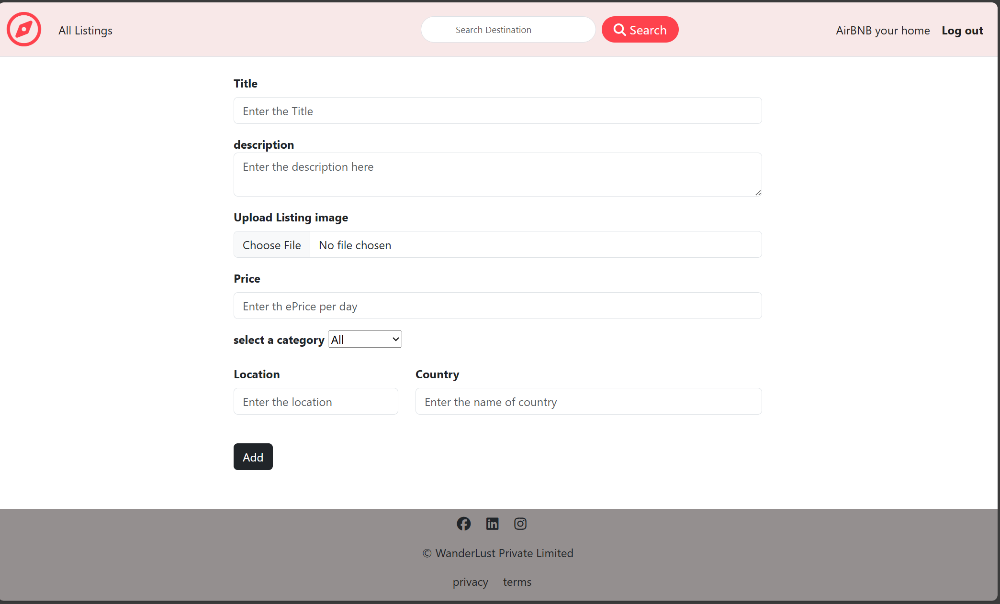 All Listings
Search Destination
Search
AirBNB your home
Log out
Title
Enter the Title
description
Enter the description here
Upload Listing image
Choose File
No file chosen
Price
Enter th ePrice per day
select a category
All
Location
Country
Enter the location
Enter the name of country
Add
© WanderLust Private Limited
privacy
terms